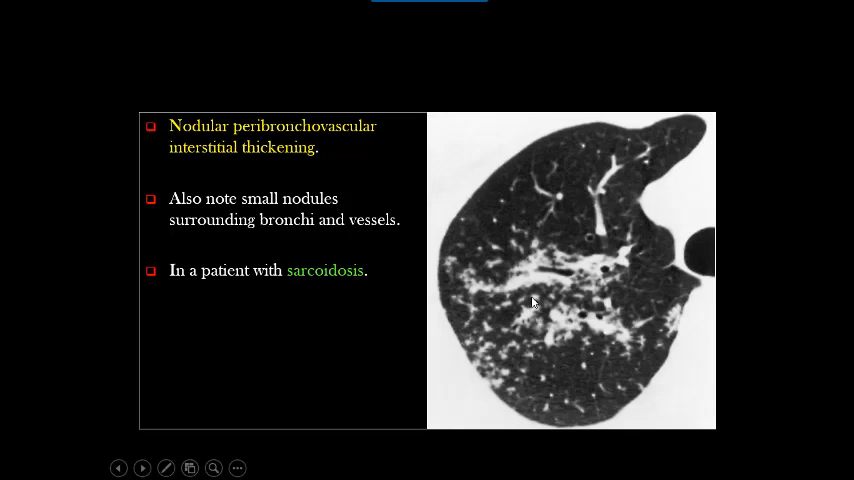 Nodular peribronchovascular
interstitial thickening.
Also note small nodules
surrounding bronchi and vessels.
In a patient with sarcoidosis.